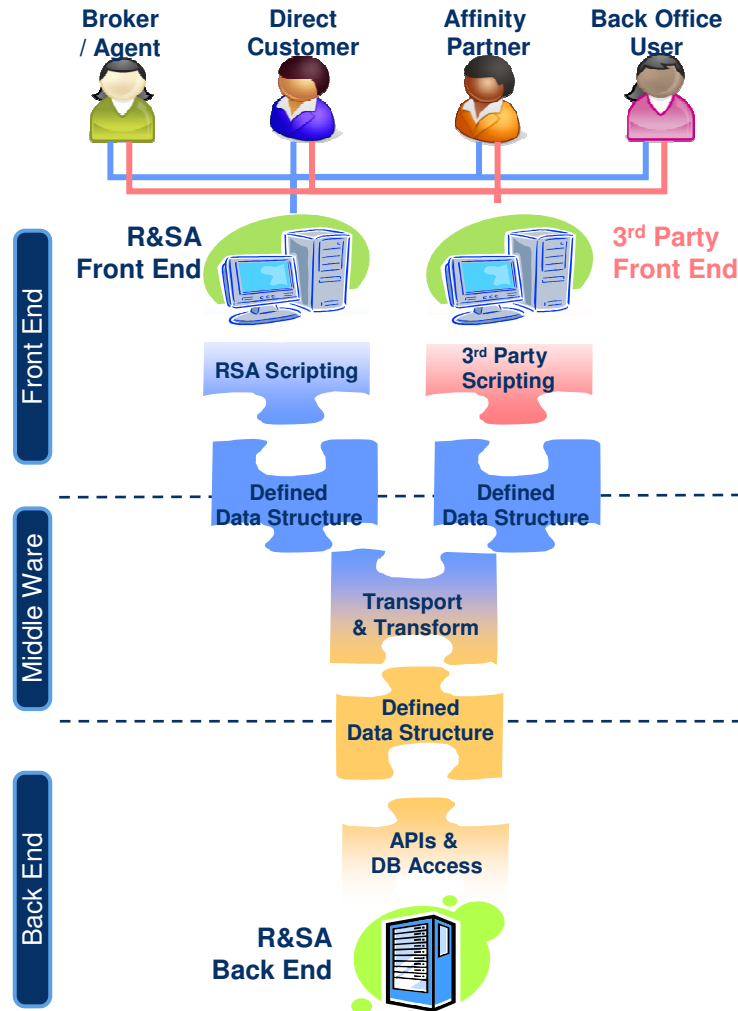 Broker
/ Agent
Direct
Customer
Affinity
Partner
Back Office
User
Front End
R&SA
Front End
3rd Party
Front End
RSA Scripting
3rd Party
Scripting
Defined
Data Structure
Defined
Data Structure
Middle Ware
Transport
& Transform
Defined
Data Structure
Back End
APIs &
DB Access
R&SA
Back End